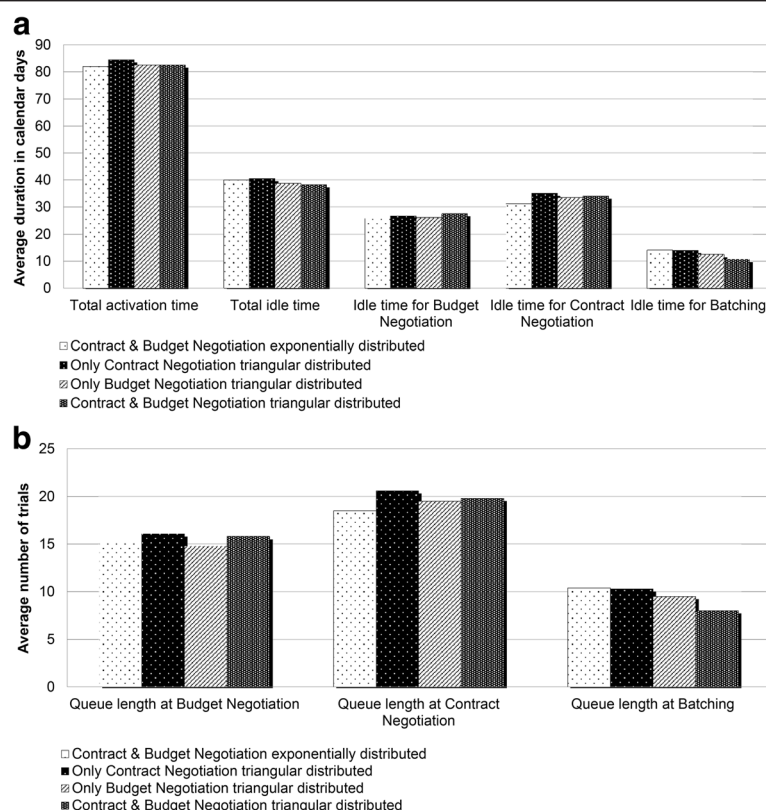 a
Average duration in calendar days
90
80
70
60
50
40
30
20
10
0
Total activation time
Total idle time
Idle time for Budget
Negotiation
Idle time for Contract
Negotiation
Idle time for Batching
Contract & Budget Negotiation exponentially distributed
Only Contract Negotiation triangular distributed
Only Budget Negotiation triangular distributed
Contract & Budget Negotiation triangular distributed
b
Average number of trials
25
20
15
10
5
0
Queue length at Budget Negotiation
Queue length at Contract
Negotiation
Queue length at Batching
Contract & Budget Negotiation exponentially distributed
Only Contract Negotiation triangular distributed
Only Budget Negotiation triangular distributed
Contract & Budget Negotiation triangular distributed